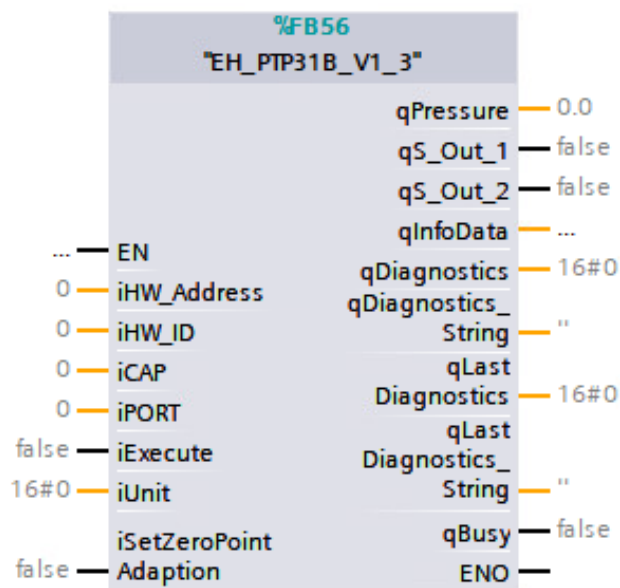 %FB56
"EH_PTP31B_V1_3"
qPressure 0.0
qS_Out_1 false
qS_Out_2 false
qInfoData ...
... EN
qDiagnostics 16#0
0 iHW_Address
qDiagnostics_
String ''
0 iHW_ID
0 iCAP
qLast
Diagnostics 16#0
0 iPORT
qLast
Diagnostics_
String ''
false iExecute
16#0 iUnit
qBusy false
iSetZeroPoint
false Adaption
ENO